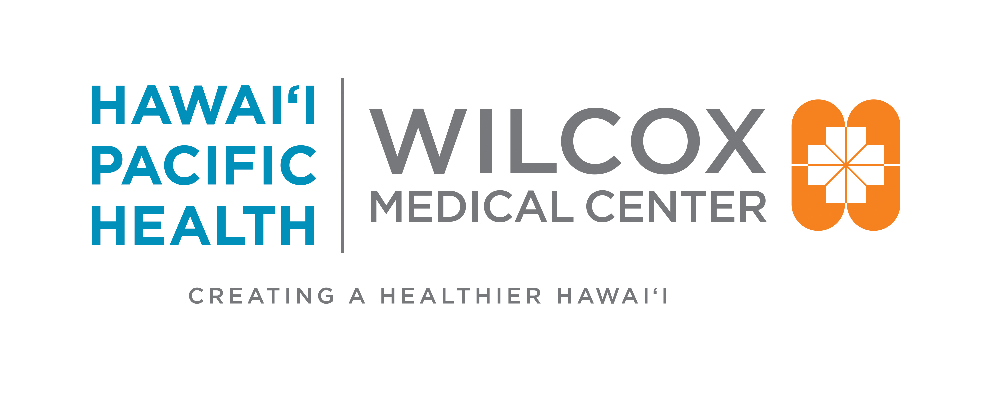 HAWAIʻI
PACIFIC
HEALTH
WILCOX
MEDICAL CENTER
CREATING A HEALTHIER HAWAIʻI